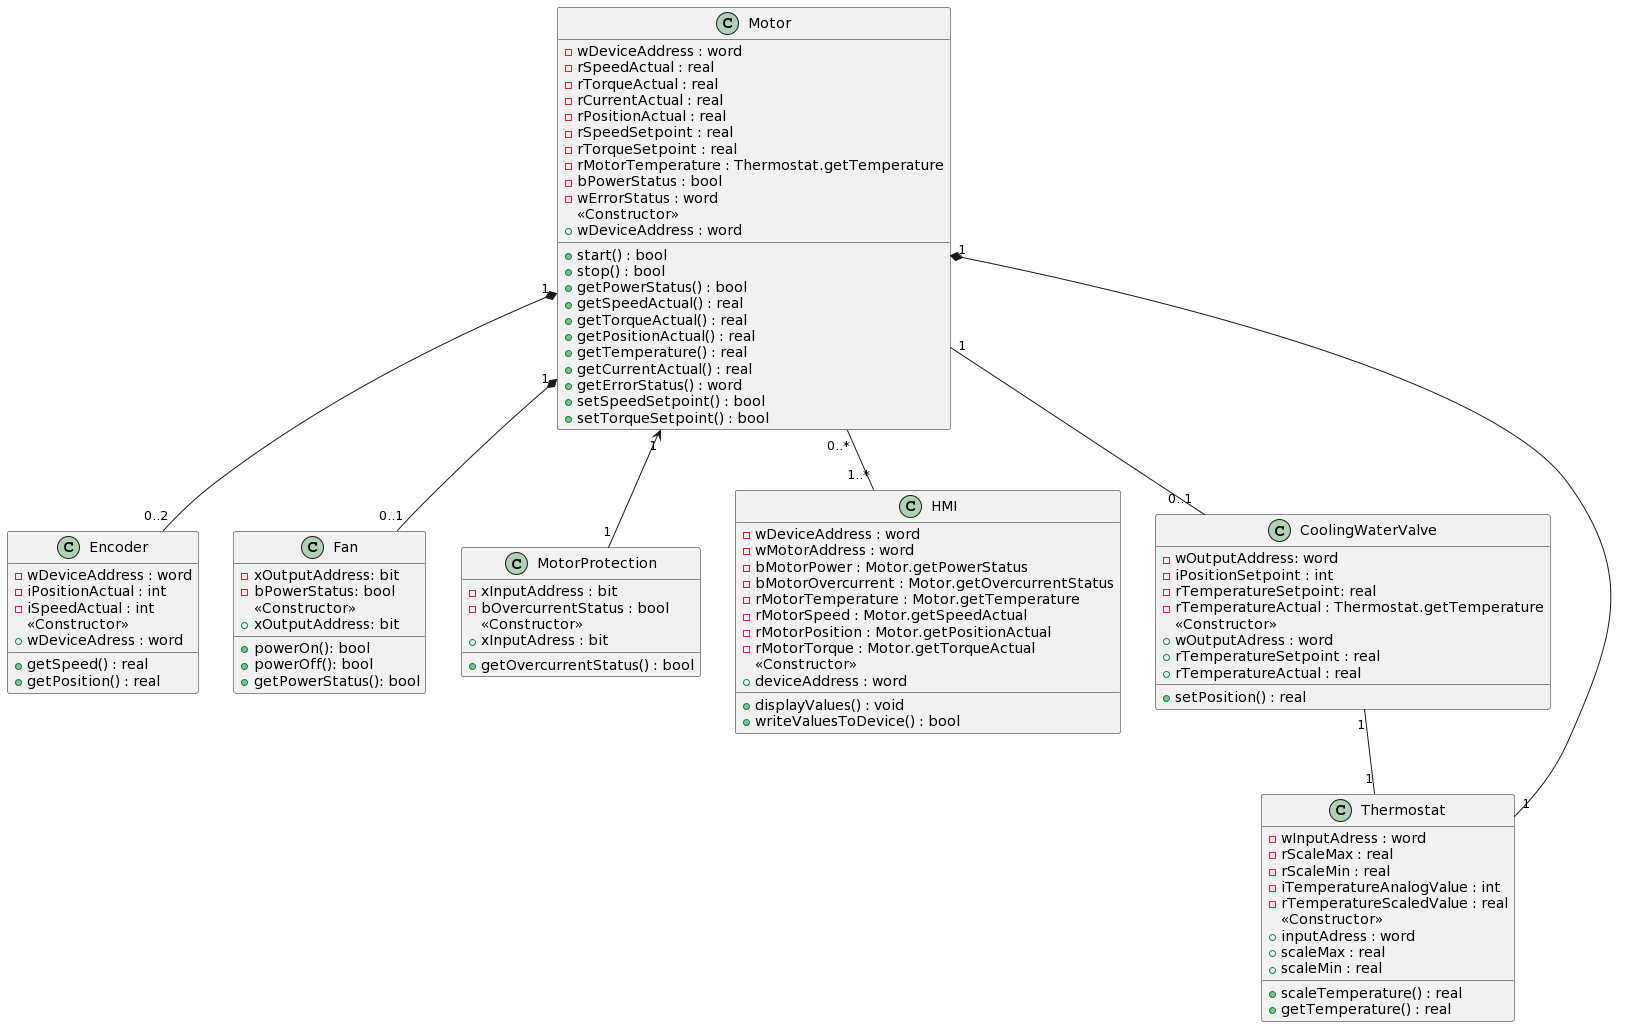 C Motor
wDeviceAddress : word
rSpeedActual : real
rTorqueActual : real
rCurrentActual : real
rPositionActual : real
rSpeedSetpoint : real
rTorqueSetpoint : real
rMotorTemperature : Thermostat.getTemperature
bPowerStatus : bool
wErrorStatus : word
«Constructor»
wDeviceAddress : word
start() : bool
stop() : bool
getPowerStatus() : bool
getSpeedActual() : real
getTorqueActual() : real
getPositionActual() : real
getTemperature() : real
getCurrentActual() : real
getErrorStatus() : word
setSpeedSetpoint() : bool
setTorqueSetpoint() : bool
1
1
1
1
1
0..*
0..2
0..1
1
1..*
0..1
C Encoder
wDeviceAddress : word
iPositionActual : int
iSpeedActual : int
«Constructor»
wDeviceAdress : word
getSpeed() : real
getPosition() : real
C Fan
xOutputAddress: bit
bPowerStatus: bool
«Constructor»
xOutputAddress: bit
powerOn(): bool
powerOff(): bool
getPowerStatus(): bool
C MotorProtection
xInputAddress : bit
bOvercurrentStatus : bool
«Constructor»
xInputAdress : bit
getOvercurrentStatus() : bool
C HMI
wDeviceAddress : word
wMotorAddress : word
bMotorPower : Motor.getPowerStatus
bMotorOvercurrent : Motor.getOvercurrentStatus
rMotorTemperature : Motor.getTemperature
rMotorSpeed : Motor.getSpeedActual
rMotorPosition : Motor.getPositionActual
rMotorTorque : Motor.getTorqueActual
«Constructor»
deviceAddress : word
displayValues() : void
writeValuesToDevice() : bool
C CoolingWaterValve
wOutputAddress: word
iPositionSetpoint : int
rTemperatureSetpoint: real
rTemperatureActual : Thermostat.getTemperature
«Constructor»
wOutputAdress : word
rTemperatureSetpoint : real
rTemperatureActual : real
setPosition() : real
1
1
1
C Thermostat
wInputAdress : word
rScaleMax : real
rScaleMin : real
iTemperatureAnalogValue : int
rTemperatureScaledValue : real
«Constructor»
inputAdress : word
scaleMax : real
scaleMin : real
scaleTemperature() : real
getTemperature() : real